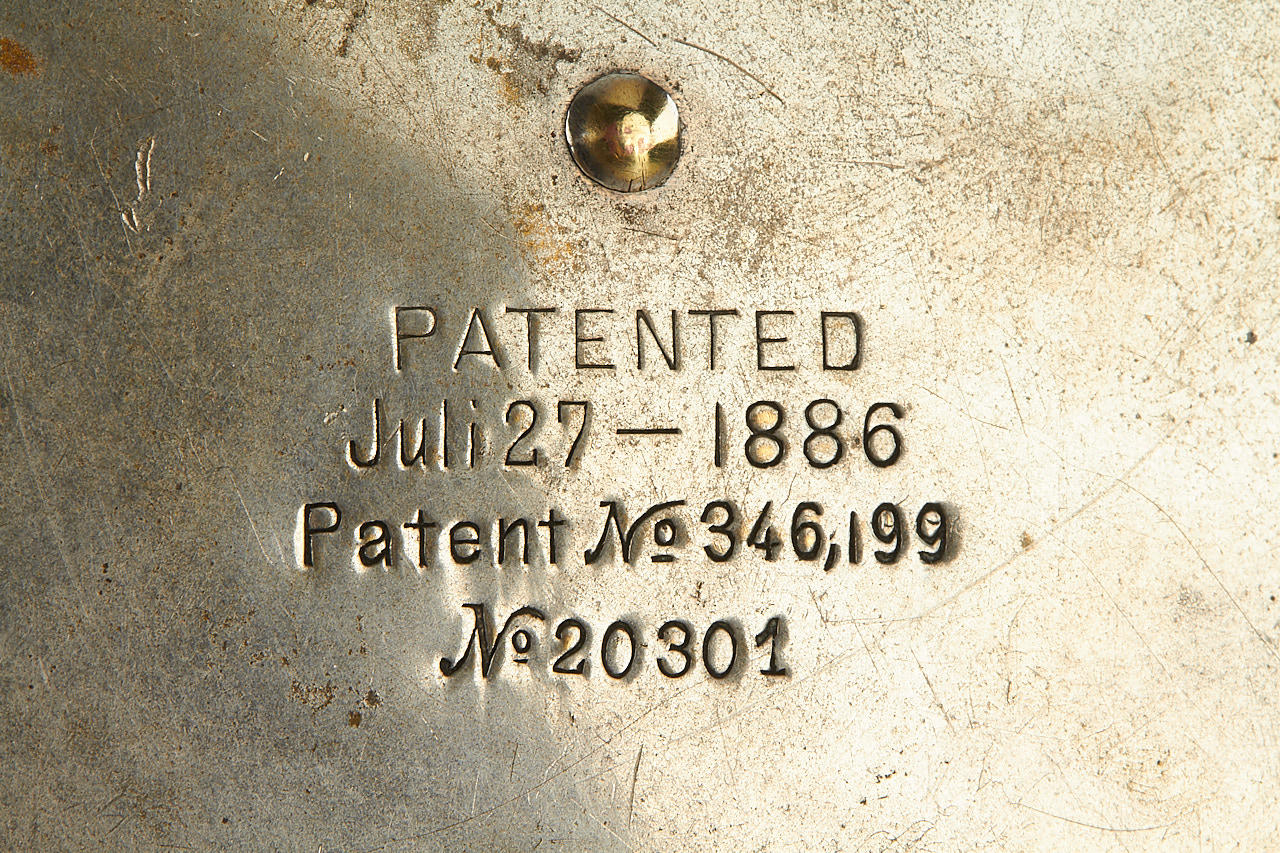 PATENTED
Juli 27 — 1886
Patent № 346,199
№ 20301